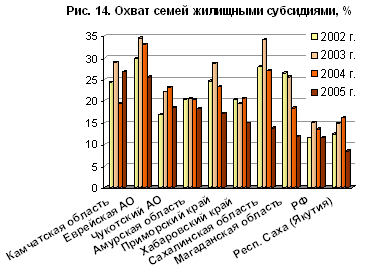 Рис. 14. Охват семей жилищными субсидиями, %
35
30
25
20
15
10
5
0
2002 г.
2003 г.
2004 г.
2005 г.
Камчатская область
Еврейская АО
Чукотский АО
Амурская область
Приморский край
Хабаровский край
Сахалинская область
Магаданская область
РФ
Респ. Саха (Якутия)